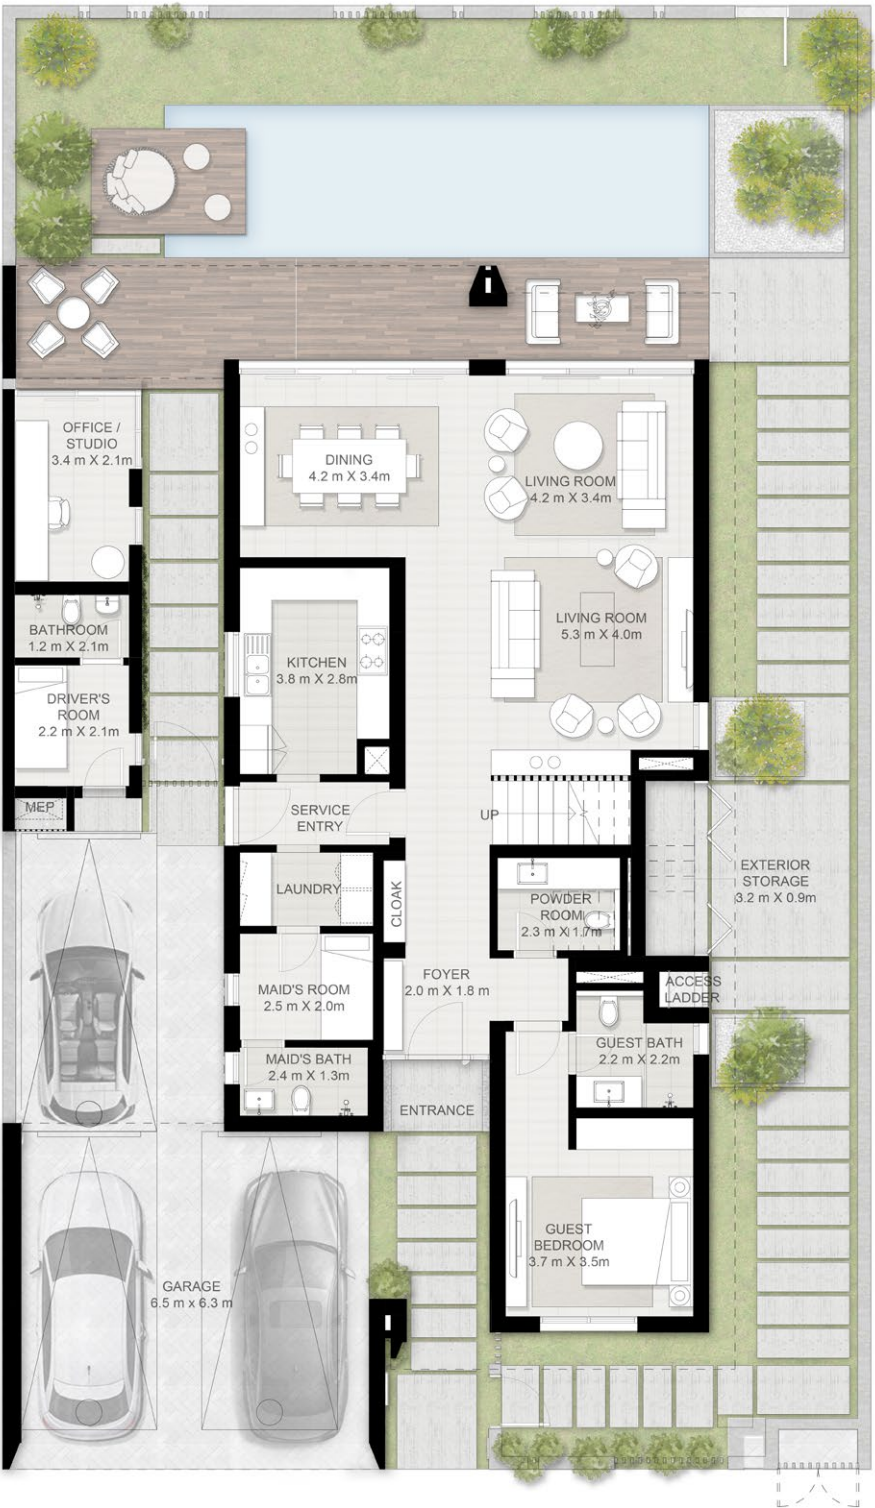 OFFICE /
STUDIO
3.4 m X 2.1m
DINING
4.2 m X 3.4m
LIVING ROOM
4.2 m X 3.4m
BATHROOM
1.2 m X 2.1m
KITCHEN
3.8 m X 2.8m
LIVING ROOM
5.3 m X 4.0m
DRIVER'S
ROOM
2.2 m X 2.1m
MEP
SERVICE
ENTRY
UP
LAUNDRY
CLOAK
POWDER
ROOM
2.3 m X 1.7m
EXTERIOR
STORAGE
3.2 m X 0.9m
MAID'S ROOM
2.5 m X 2.0m
FOYER
2.0 m X 1.8 m
ACCESS
LADDER
MAID'S BATH
2.4 m X 1.3m
GUEST BATH
2.2 m X 2.2m
ENTRANCE
GUEST
BEDROOM
3.7 m X 3.5m
GARAGE
6.5 m x 6.3 m